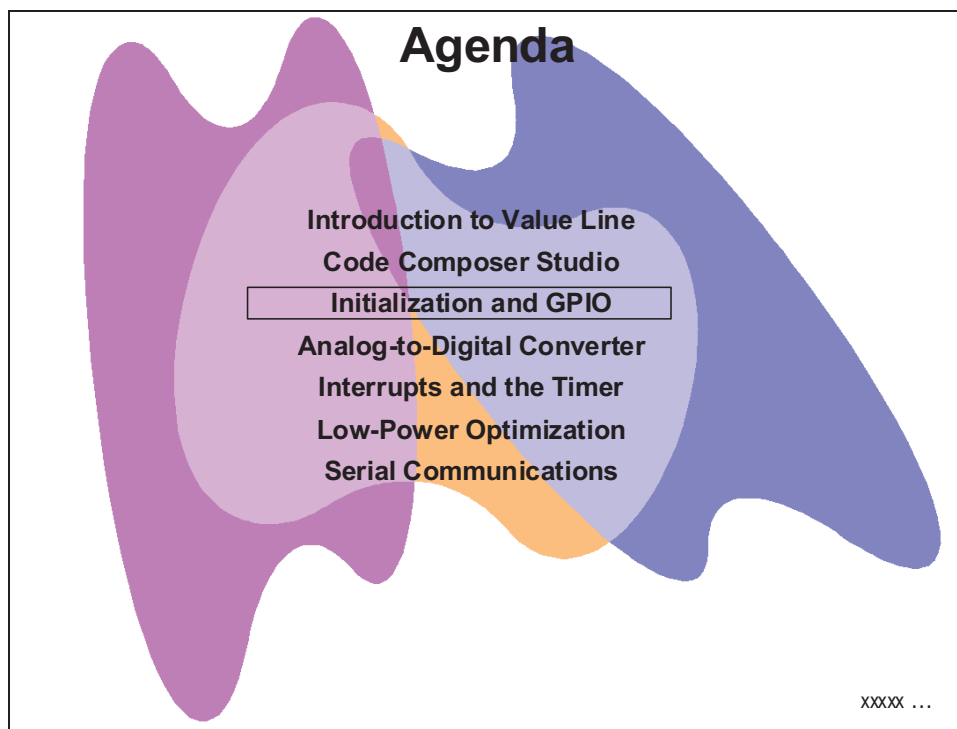 Agenda
Introduction to Value Line
Code Composer Studio
Initialization and GPIO
Analog-to-Digital Converter
Interrupts and the Timer
Low-Power Optimization
Serial Communications
xxxxx ...